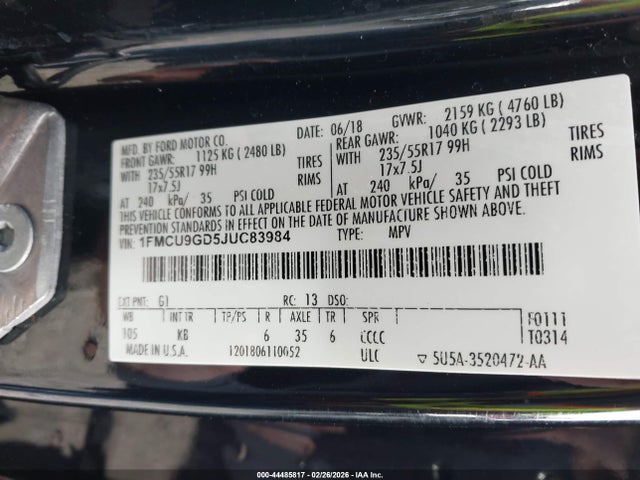 MFD. BY FORD MOTOR CO. DATE: 06/18 GVWR: 2159 KG ( 4760 LB)
FRONT GAWR: 1125 KG ( 2480 LB) REAR GAWR: 1040 KG ( 2293 LB)
WITH 235/55R17 99H TIRES WITH 235/55R17 99H TIRES
17x7.5J RIMS 17x7.5J RIMS
AT 240 kPa/ 35 PSI COLD AT 240 kPa/ 35 PSI COLD
THIS VEHICLE CONFORMS TO ALL APPLICABLE FEDERAL MOTOR VEHICLE SAFETY AND THEFT
PREVENTION STANDARDS IN EFFECT ON THE DATE OF MANUFACTURE SHOWN ABOVE.
VIN: 1FMCU9GD5JUC83984 TYPE: MPV
EXT PNT: G1 RC: 13 DSO:
WB INT TR TP/PS R AXLE TR SPR F0111
105 KB 6 35 6 CCCC T0314
MADE IN U.S.A. 1201806110052 ULC ▽ 5U5A-3520472-AA
000-44485817 - 02/26/2026 - IAA Inc.